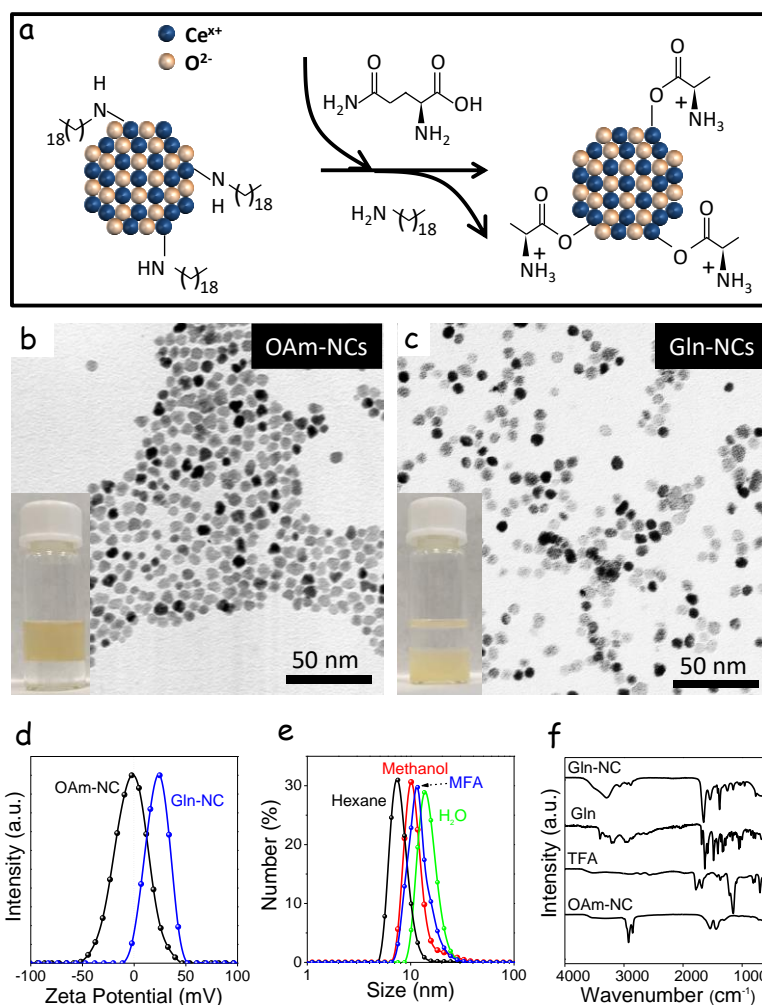 a
Ceˣ⁺
O²⁻
H
N
18
N
H
18
HN
18
O
O
H₂N
OH
NH₂
H₂N
18
O
O
+
NH₃
O
O
+
NH₃
O
O
+
NH₃
b
OAm-NCs
50 nm
c
Gln-NCs
50 nm
d
OAm-NC
Gln-NC
Intensity (a.u.)
-100 -50 0 50 100
Zeta Potential (mV)
e
Methanol
MFA
Hexane
H₂O
Number (%)
30
20
10
0
1 10 100
Size (nm)
f
Gln-NC
Gln
TFA
OAm-NC
Intensity (a.u.)
4000 3000 2000 1000
Wavenumber (cm⁻¹)